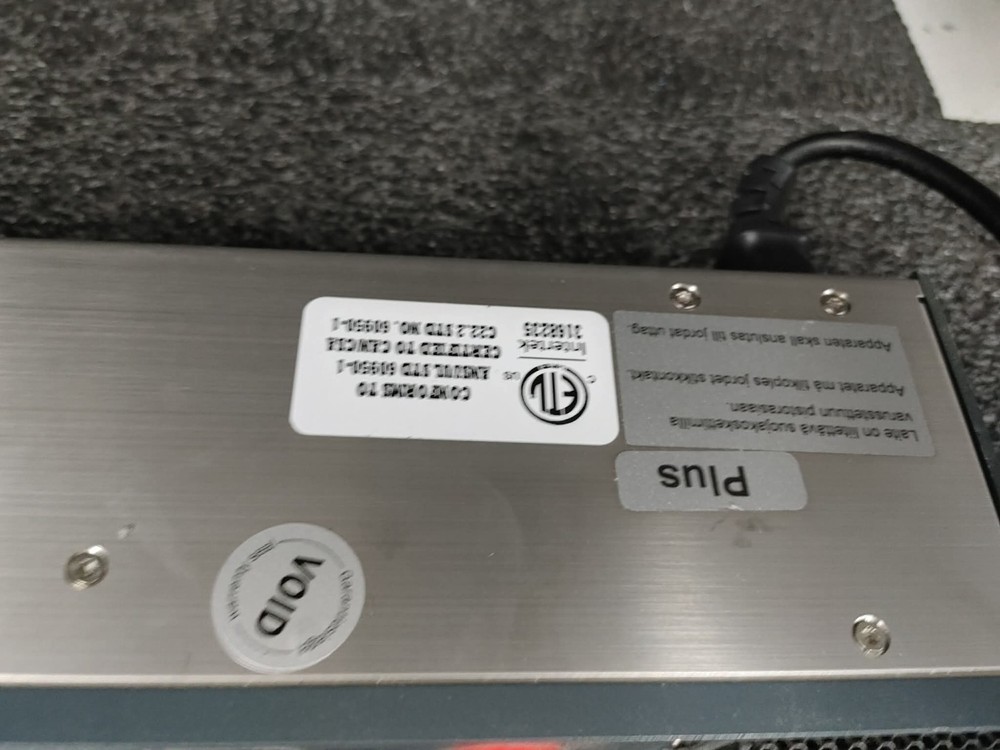 Laite on liitettävä suojakoskettimilla
varustettuun pistorasiaan.
Apparatet må tilkoples jordet stikkontakt.
Apparaten skall anslutas till jordat uttag.
Plus
ETL
C US
Intertek
3168235
CONFORMS TO
ANSI/UL STD 60950-1
CERTIFIED TO CAN/CSA
C22.2 STD NO. 60950-1
VOID